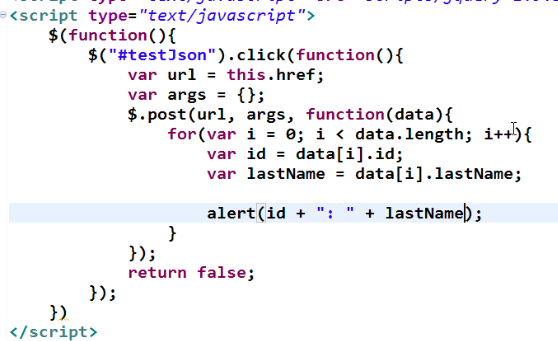 <script type="text/javascript">
$(function(){
$("#testJson").click(function(){
var url = this.href;
var args = {};
$.post(url, args, function(data){
for(var i = 0; i < data.length; i++){
var id = data[i].id;
var lastName = data[i].lastName;
alert(id + ": " + lastName);
}
});
return false;
});
})
</script>